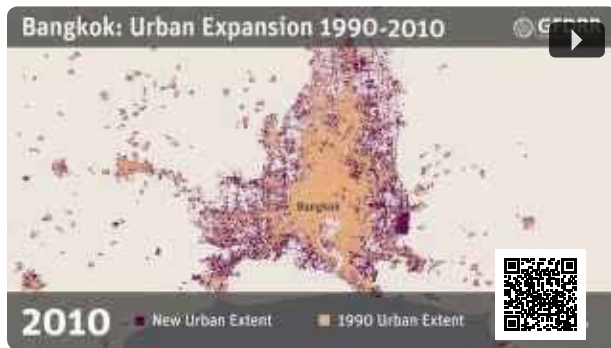 Bangkok: Urban Expansion 1990-2010
Bangkok
2010
New Urban Extent
1990 Urban Extent